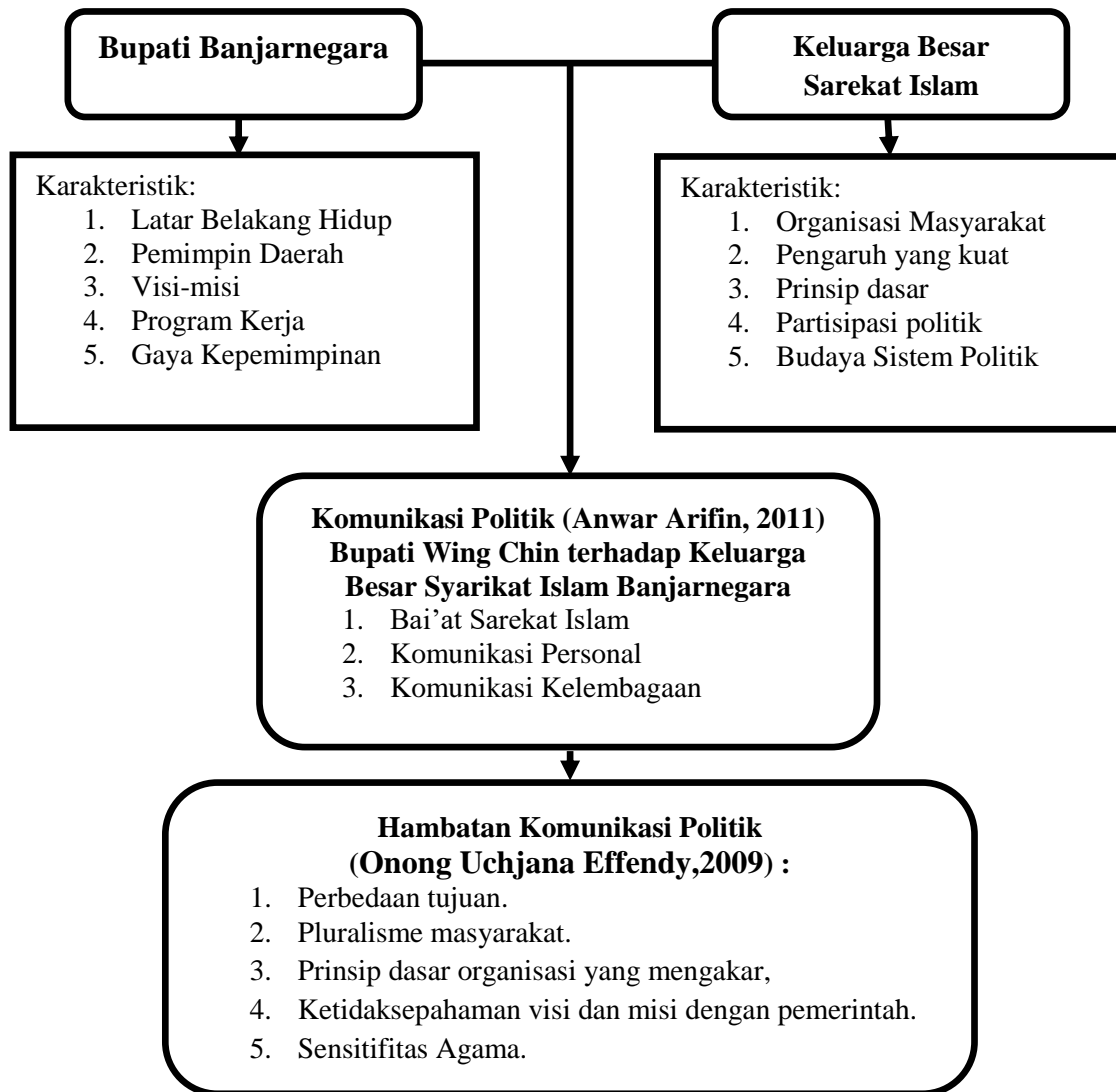 Bupati Banjarnegara
Keluarga Besar
Sarekat Islam
Karakteristik:
1. Latar Belakang Hidup
2. Pemimpin Daerah
3. Visi-misi
4. Program Kerja
5. Gaya Kepemimpinan
Karakteristik:
1. Organisasi Masyarakat
2. Pengaruh yang kuat
3. Prinsip dasar
4. Partisipasi politik
5. Budaya Sistem Politik
Komunikasi Politik (Anwar Arifin, 2011)
Bupati Wing Chin terhadap Keluarga
Besar Syarikat Islam Banjarnegara
1. Bai’at Sarekat Islam
2. Komunikasi Personal
3. Komunikasi Kelembagaan
Hambatan Komunikasi Politik
(Onong Uchjana Effendy,2009) :
1. Perbedaan tujuan.
2. Pluralisme masyarakat.
3. Prinsip dasar organisasi yang mengakar,
4. Ketidaksepahaman visi dan misi dengan pemerintah.
5. Sensitifitas Agama.